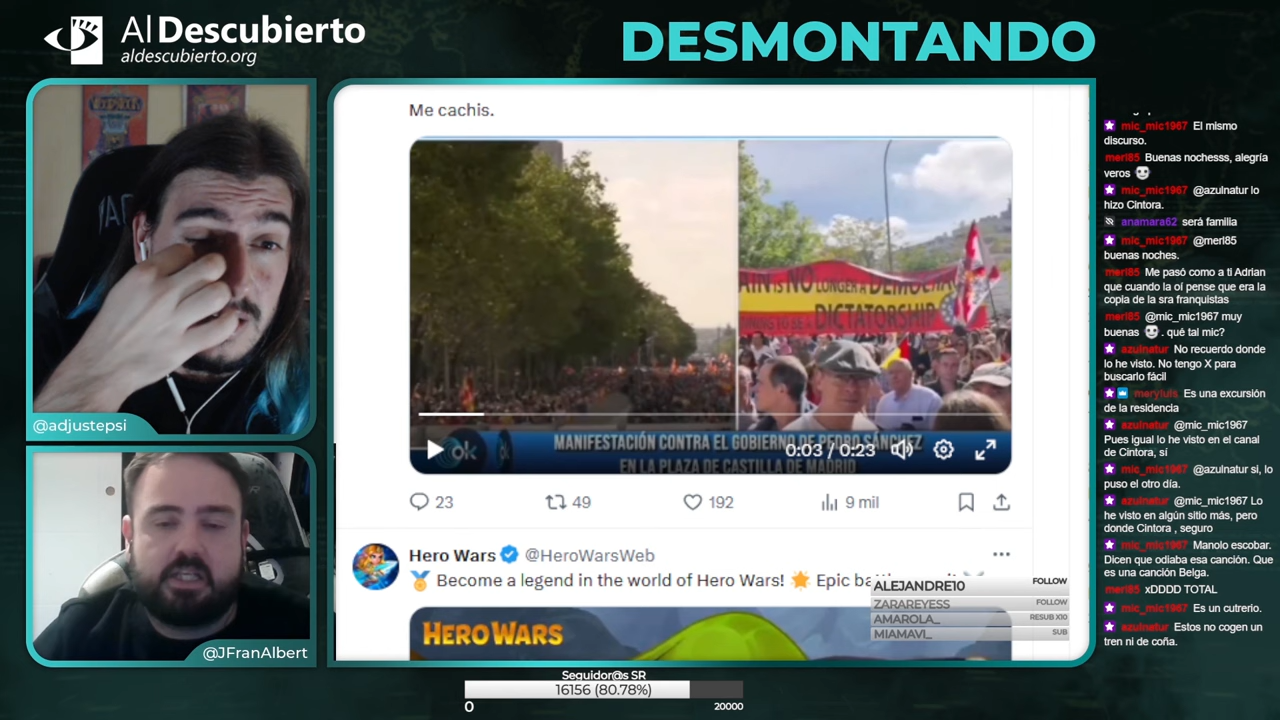 Al Descubierto
aldescubierto.org
DESMONTANDO
@adjustepsi
@JFranAlbert
Me cachis.
AIN IS NO LONGER A DEMOCRA
DICTATORSHIP
ok
MANIFESTACIÓN CONTRA EL GOBIERNO DE PEDRO SÁNCHEZ
EN LA PLAZA DE CASTILLA DE MADRID
0:03 / 0:23
23
49
192
9 mil
Hero Wars @HeroWarsWeb
Become a legend in the world of Hero Wars! Epic
HERO WARS
ALEJANDRE10 FOLLOW
ZARAREYESS FOLLOW
AMAROLA_ RESUB X10
MIAMAVI_ SUB
Seguidor@s SR
16156 (80.78%)
0
20000
mic_mic1967 El mismo
discurso.
meri85 Buenas nochesss, alegría
veros
mic_mic1967 @azulnatur lo
hizo Cintora.
anamara62 será familia
mic_mic1967 @meri85
buenas noches.
meri85 Me pasó como a ti Adrian
que cuando la oí pense que era la
copia de la sra franquistas
meri85 @mic_mic1967 muy
buenas . qué tal mic?
azulnatur No recuerdo donde
lo he visto. No tengo X para
buscarlo fácil
meryluis Es una excursión
de la residencia
azulnatur @mic_mic1967
Pues igual lo he visto en el canal
de Cintora, sí
mic_mic1967 @azulnatur si, lo
puso el otro día.
azulnatur @mic_mic1967 Lo
he visto en algún sitio más, pero
donde Cintora , seguro
mic_mic1967 Manolo escobar.
Dicen que odiaba esa canción. Que
es una canción Belga.
meri85 xDDDD TOTAL
mic_mic1967 Es un cutrerio.
azulnatur Estos no cogen un
tren ni de coña.